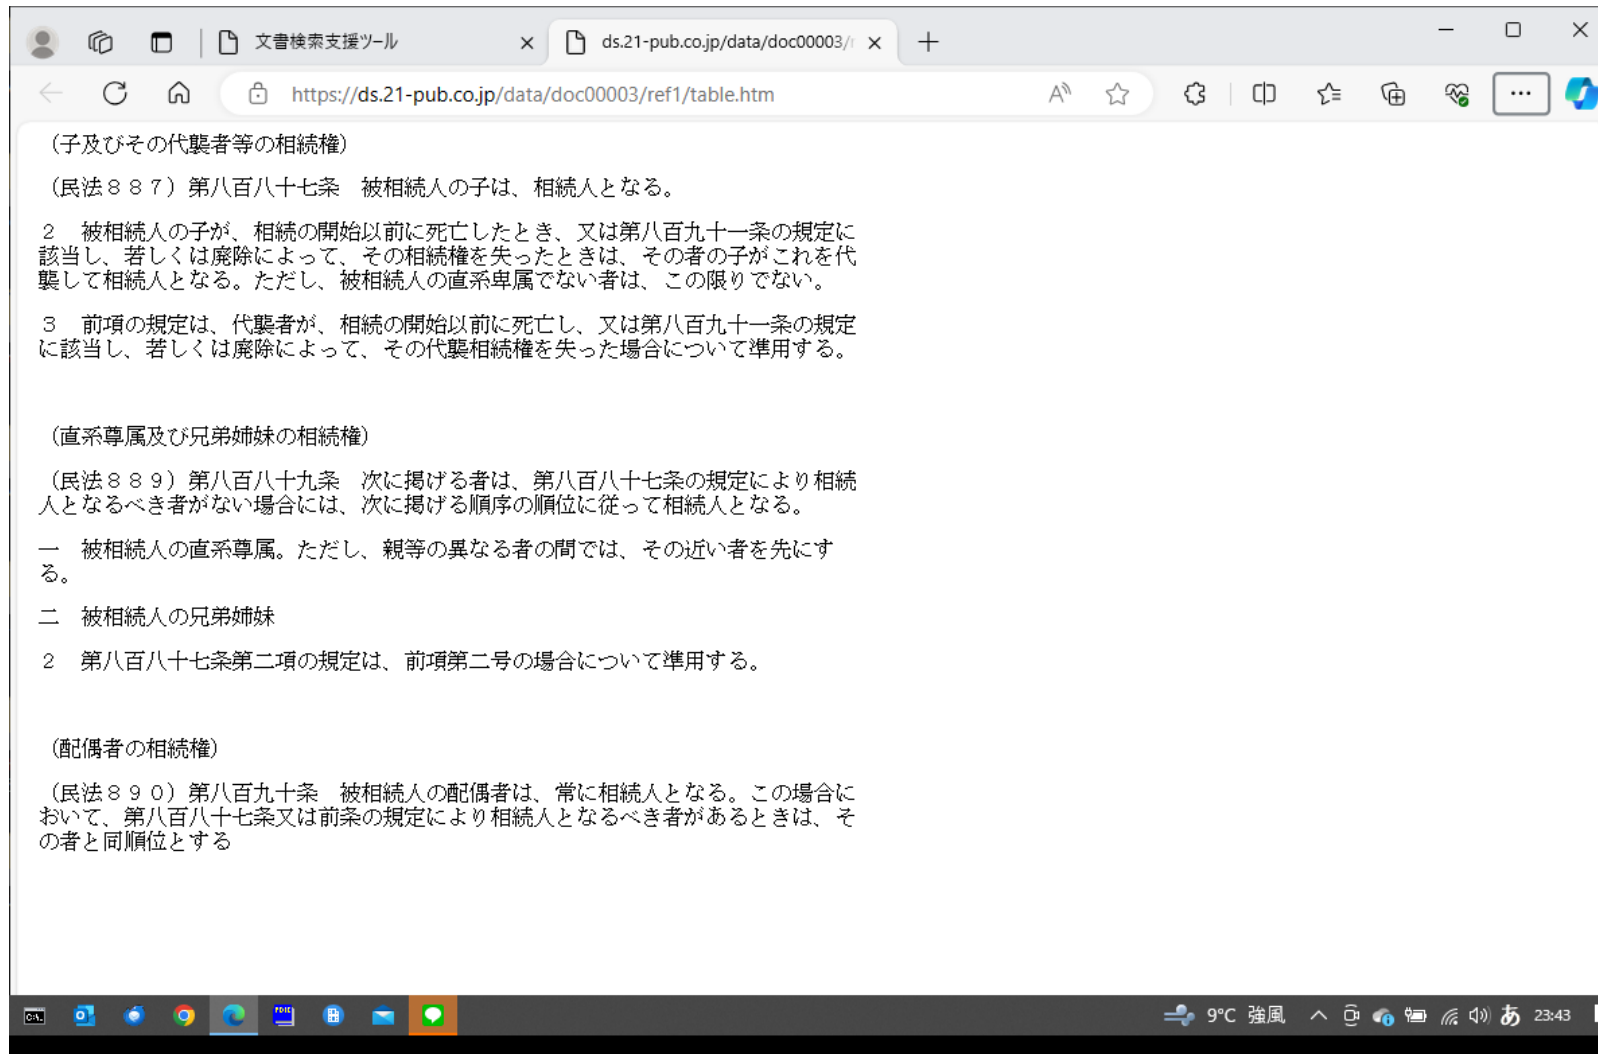 文書検索支援ツール
ds.21-pub.co.jp/data/doc00003/
https://ds.21-pub.co.jp/data/doc00003/ref1/table.htm
（子及びその代襲者等の相続権）
（民法８８７）第八百八十七条　被相続人の子は、相続人となる。
２　被相続人の子が、相続の開始以前に死亡したとき、又は第八百九十一条の規定に
該当し、若しくは廃除によって、その相続権を失ったときは、その者の子がこれを代
襲して相続人となる。ただし、被相続人の直系卑属でない者は、この限りでない。
３　前項の規定は、代襲者が、相続の開始以前に死亡し、又は第八百九十一条の規定
に該当し、若しくは廃除によって、その代襲相続権を失った場合について準用する。
（直系尊属及び兄弟姉妹の相続権）
（民法８８９）第八百八十九条　次に掲げる者は、第八百八十七条の規定により相続
人となるべき者がない場合には、次に掲げる順序の順位に従って相続人となる。
一　被相続人の直系尊属。ただし、親等の異なる者の間では、その近い者を先にす
る。
二　被相続人の兄弟姉妹
２　第八百八十七条第二項の規定は、前項第二号の場合について準用する。
（配偶者の相続権）
（民法８９０）第八百九十条　被相続人の配偶者は、常に相続人となる。この場合に
おいて、第八百八十七条又は前条の規定により相続人となるべき者があるときは、そ
の者と同順位とする
9°C 強風 あ 23:43